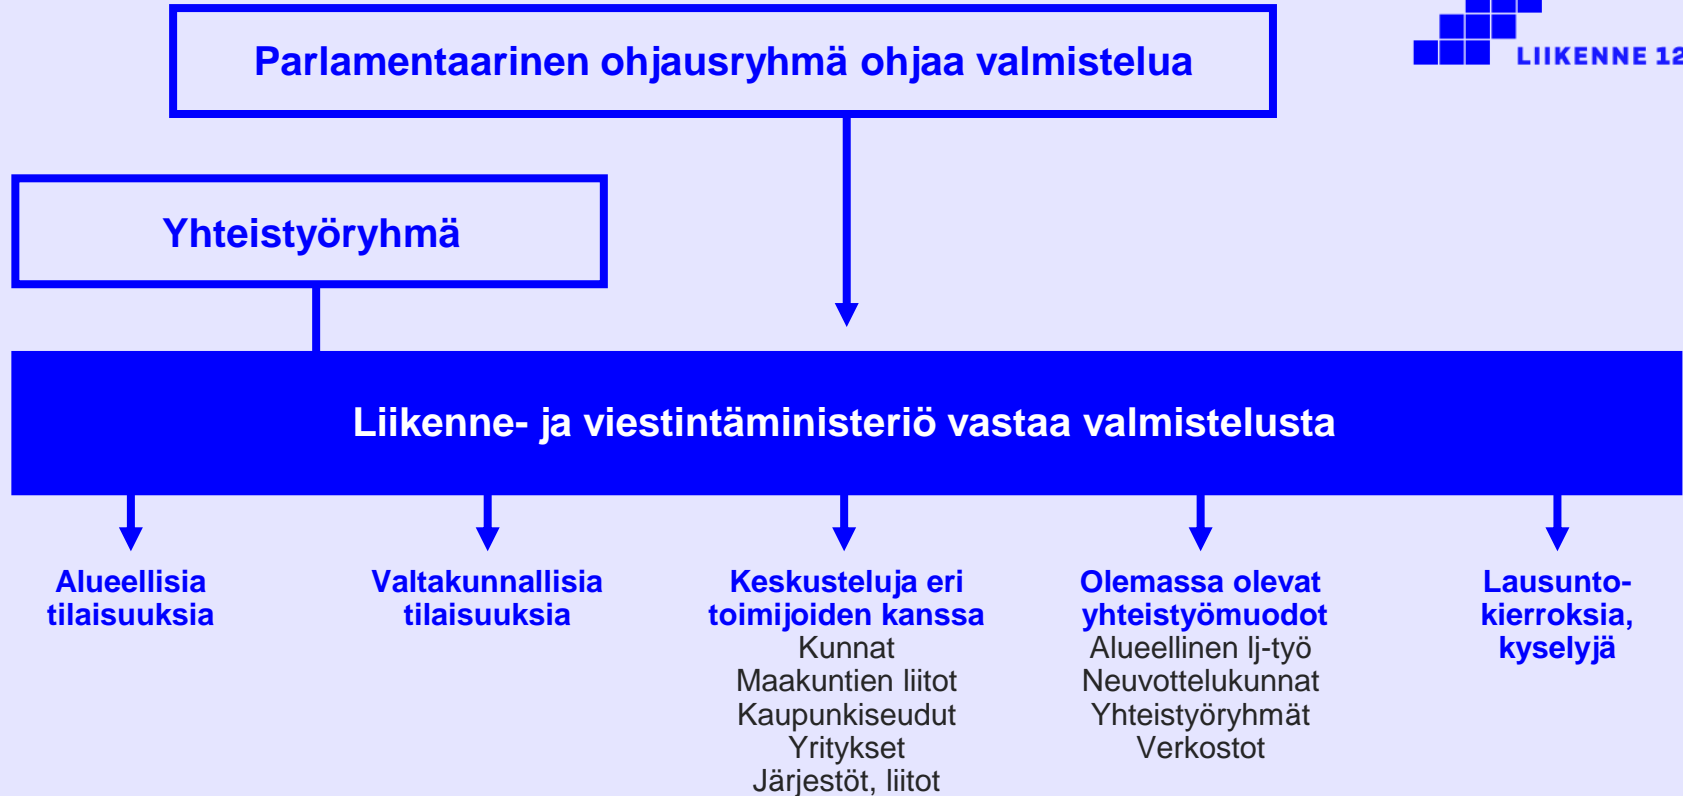 LIIKENNE 12
Parlamentaarinen ohjausryhmä ohjaa valmistelua
Yhteistyöryhmä
Liikenne- ja viestintäministeriö vastaa valmistelusta
Alueellisia
tilaisuuksia
Valtakunnallisia
tilaisuuksia
Keskusteluja eri
toimijoiden kanssa
Kunnat
Maakuntien liitot
Kaupunkiseudut
Yritykset
Järjestöt, liitot
Olemassa olevat
yhteistyömuodot
Alueellinen lj-työ
Neuvottelukunnat
Yhteistyöryhmät
Verkostot
Lausunto-
kierroksia,
kyselyjä